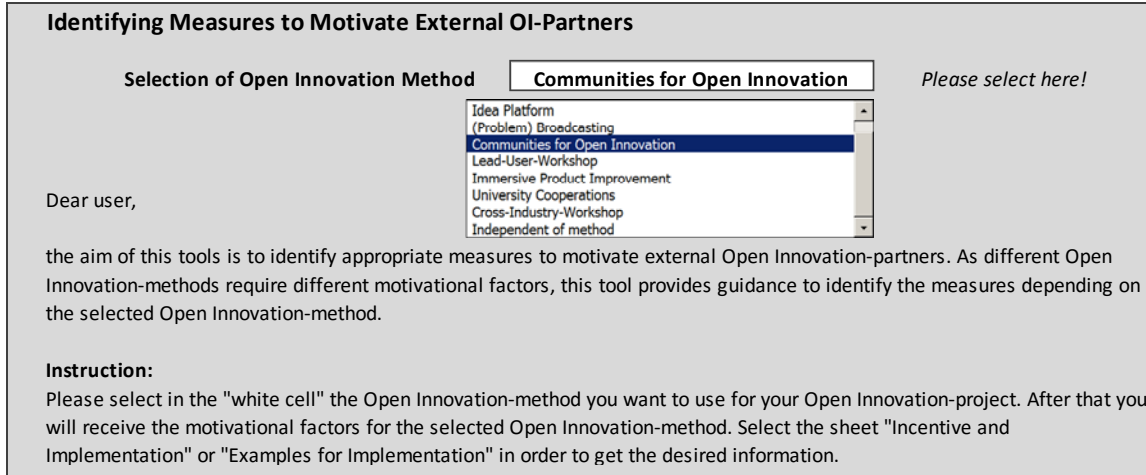 Identifying Measures to Motivate External OI-Partners
Selection of Open Innovation Method Communities for Open Innovation Please select here!
Idea Platform
(Problem) Broadcasting
Communities for Open Innovation
Lead-User-Workshop
Immersive Product Improvement
University Cooperations
Cross-Industry-Workshop
Independent of method
Dear user,
the aim of this tools is to identify appropriate measures to motivate external Open Innovation-partners. As different Open
Innovation-methods require different motivational factors, this tool provides guidance to identify the measures depending on
the selected Open Innovation-method.
Instruction:
Please select in the "white cell" the Open Innovation-method you want to use for your Open Innovation-project. After that you
will receive the motivational factors for the selected Open Innovation-method. Select the sheet "Incentive and
Implementation" or "Examples for Implementation" in order to get the desired information.